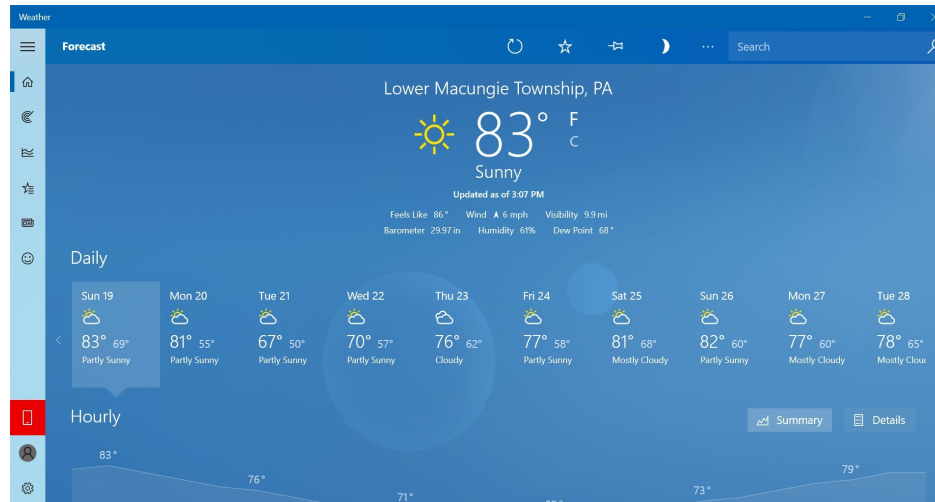 Weather
Forecast
Search
Lower Macungie Township, PA
83° F
C
Sunny
Updated as of 3:07 PM
Feels Like 86° Wind 6 mph Visibility 9.9 mi
Barometer 29.97 in Humidity 61% Dew Point 68°
Daily
Sun 19 Mon 20 Tue 21 Wed 22 Thu 23 Fri 24 Sat 25 Sun 26 Mon 27 Tue 28
83° 69° 81° 55° 67° 50° 70° 57° 76° 62° 77° 58° 81° 68° 82° 60° 77° 60° 78° 65°
Partly Sunny Partly Sunny Partly Sunny Partly Sunny Cloudy Partly Sunny Mostly Cloudy Partly Sunny Mostly Cloudy Mostly Clou
Hourly
Summary Details
83° 76° 71° 73° 79°